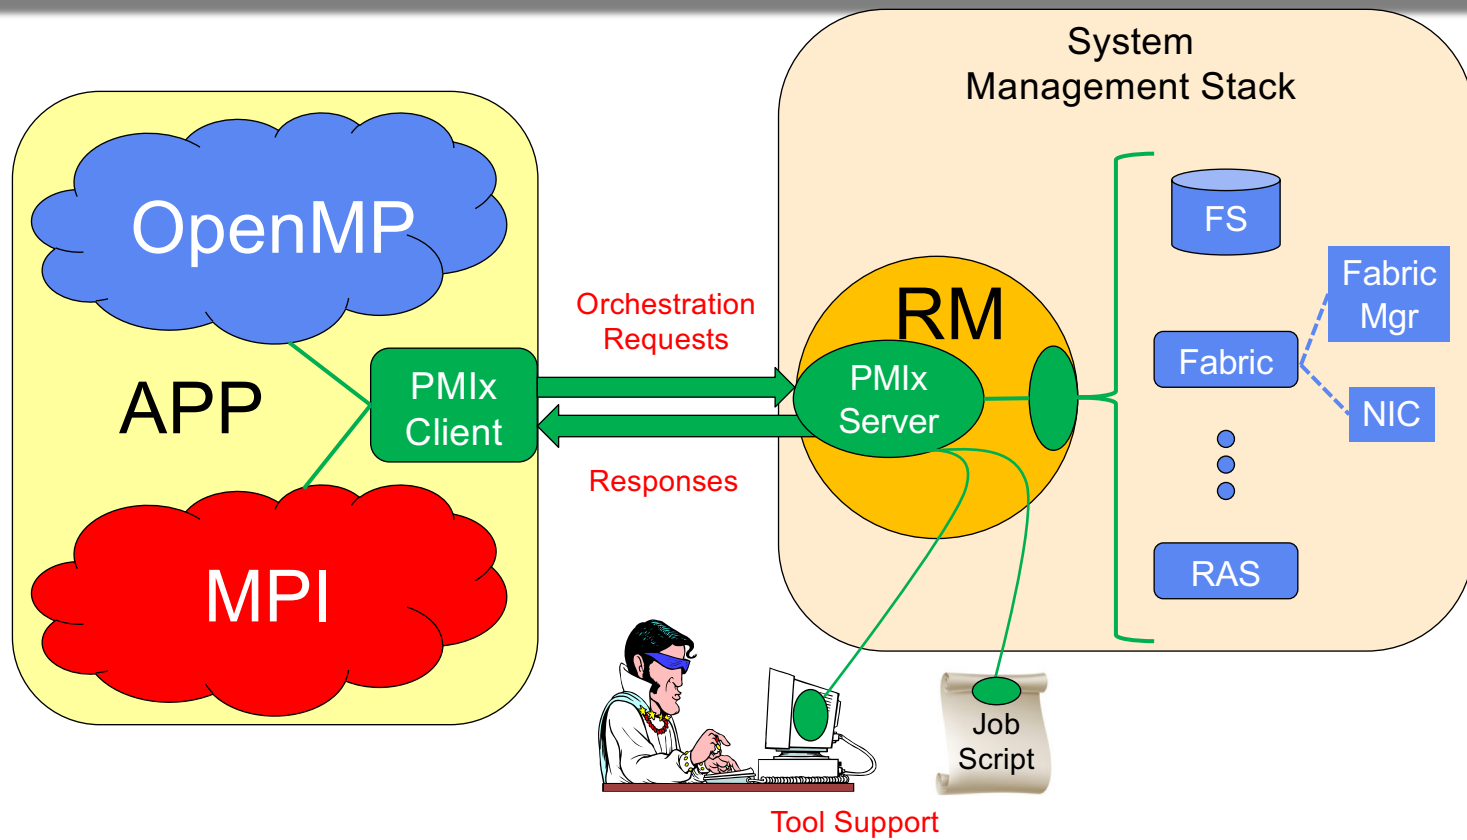 System
Management Stack
OpenMP
APP
MPI
PMIx
Client
Orchestration
Requests
Responses
RM
PMIx
Server
FS
Fabric
Fabric
Mgr
NIC
RAS
Job
Script
Tool Support